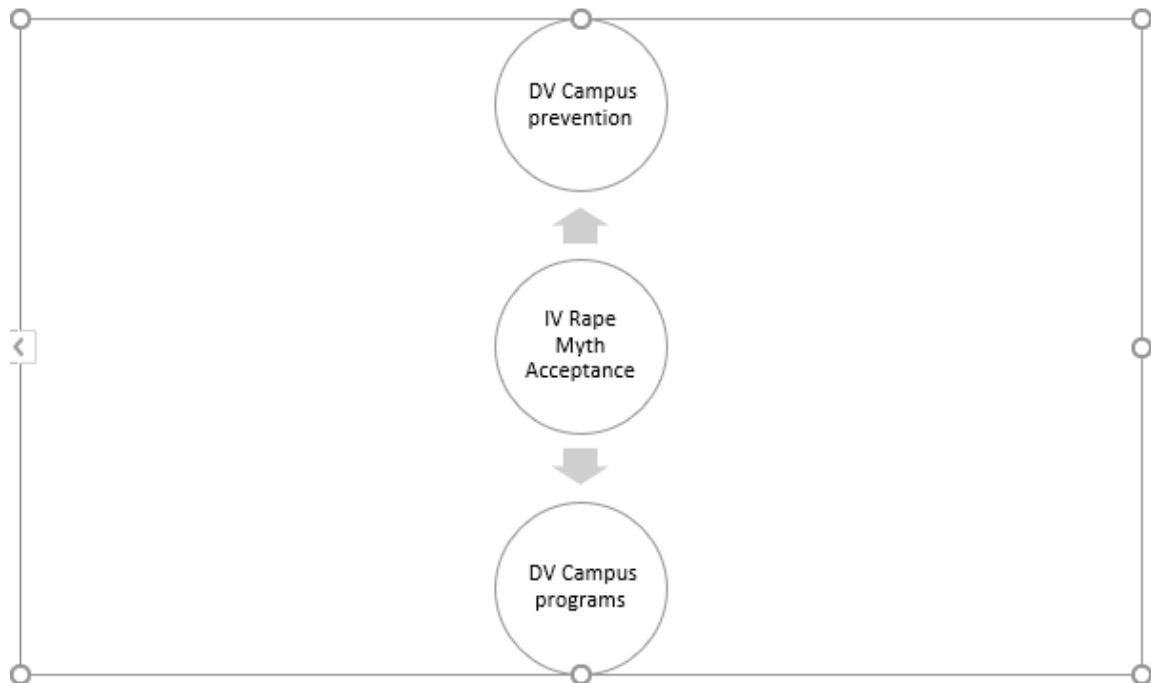 DV Campus
prevention
IV Rape
Myth
Acceptance
DV Campus
programs